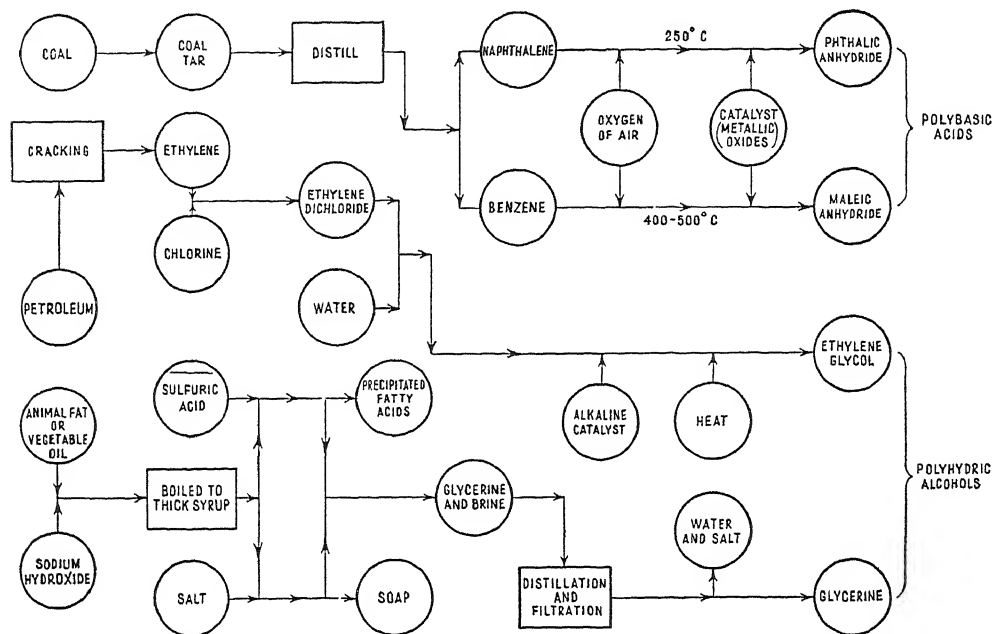 COAL
COAL
TAR
DISTILL
NAPHTHALENE
250° C
PHTHALIC
ANHYDRIDE
OXYGEN
OF AIR
CATALYST
(METALLIC
OXIDES)
POLYBASIC
ACIDS
CRACKING
ETHYLENE
ETHYLENE
DICHLORIDE
BENZENE
400-500° C
MALEIC
ANHYDRIDE
CHLORINE
PETROLEUM
WATER
ETHYLENE
GLYCOL
SULFURIC
ACID
PRECIPITATED
FATTY
ACIDS
ALKALINE
CATALYST
HEAT
ANIMAL FAT
OR
VEGETABLE
OIL
BOILED TO
THICK SYRUP
GLYCERINE
AND BRINE
POLYHYDRIC
ALCOHOLS
WATER
AND SALT
SODIUM
HYDROXIDE
SALT
SOAP
DISTILLATION
AND
FILTRATION
GLYCERINE